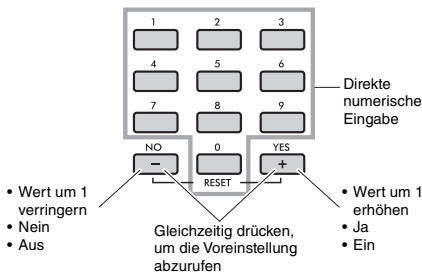 1 2 3
4 5 6
7 8 9
Direkte
numerische
Eingabe
NO 0 YES
− +
RESET
• Wert um 1
verringern
• Nein
• Aus
Gleichzeitig drücken,
um die Voreinstellung
abzurufen
• Wert um 1
erhöhen
• Ja
• Ein